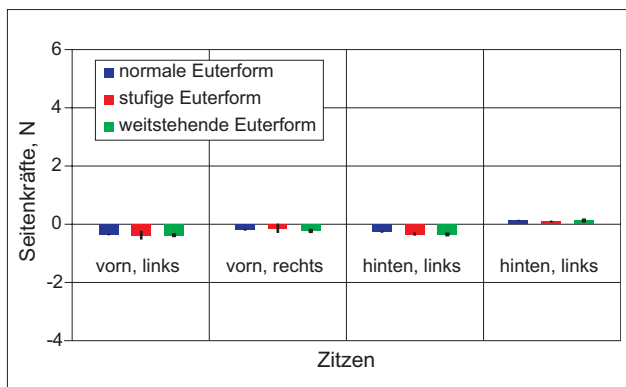 6
4
2
0
-2
-4
Seitenkräfte, N
normale Euterform
stufige Euterform
weitstehende Euterform
vorn, links
vorn, rechts
hinten, links
hinten, links
Zitzen